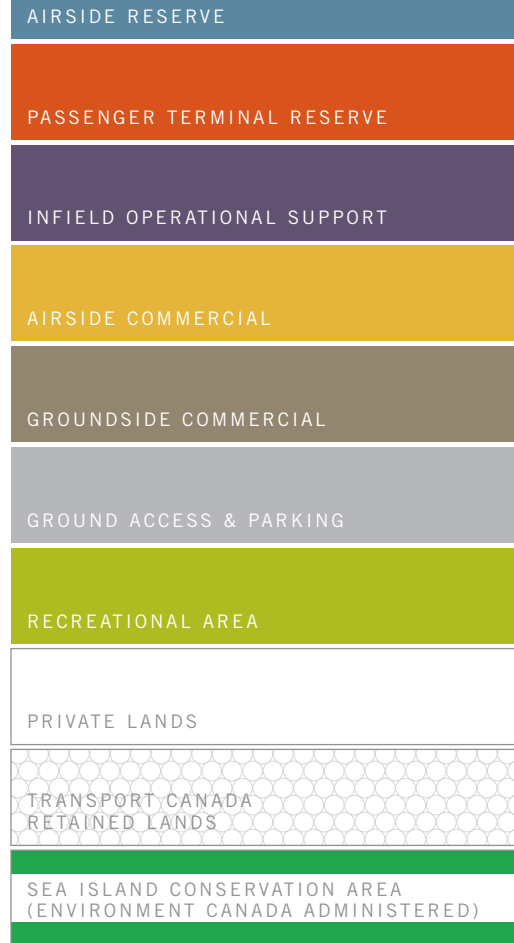 AIRSIDE RESERVE
PASSENGER TERMINAL RESERVE
INFIELD OPERATIONAL SUPPORT
AIRSIDE COMMERCIAL
GROUNDSIDE COMMERCIAL
GROUND ACCESS & PARKING
RECREATIONAL AREA
PRIVATE LANDS
TRANSPORT CANADA
RETAINED LANDS
SEA ISLAND CONSERVATION AREA
(ENVIRONMENT CANADA ADMINISTERED)